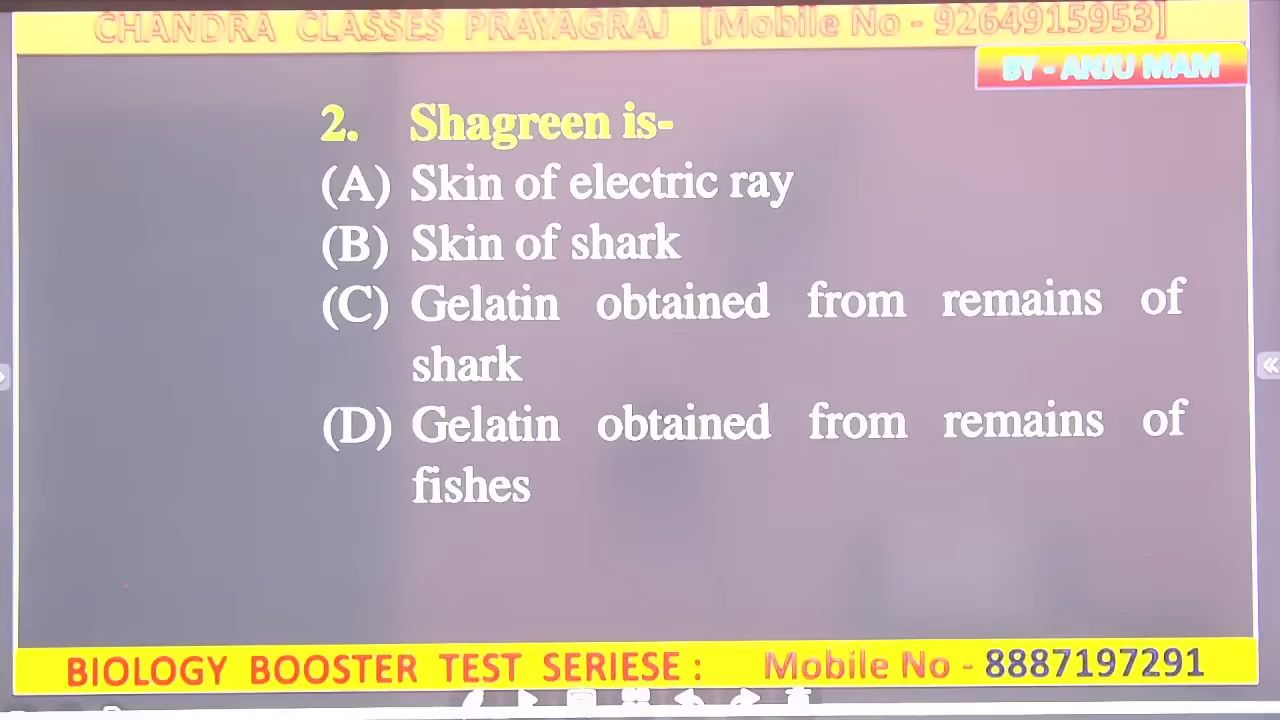 CHANDRA CLASSES PRAYAGRAJ [Mobile No - 9264915953]
BY - ANJU MAM
2. Shagreen is-
(A) Skin of electric ray
(B) Skin of shark
(C) Gelatin obtained from remains of
shark
(D) Gelatin obtained from remains of
fishes
BIOLOGY BOOSTER TEST SERIESE : Mobile No - 8887197291